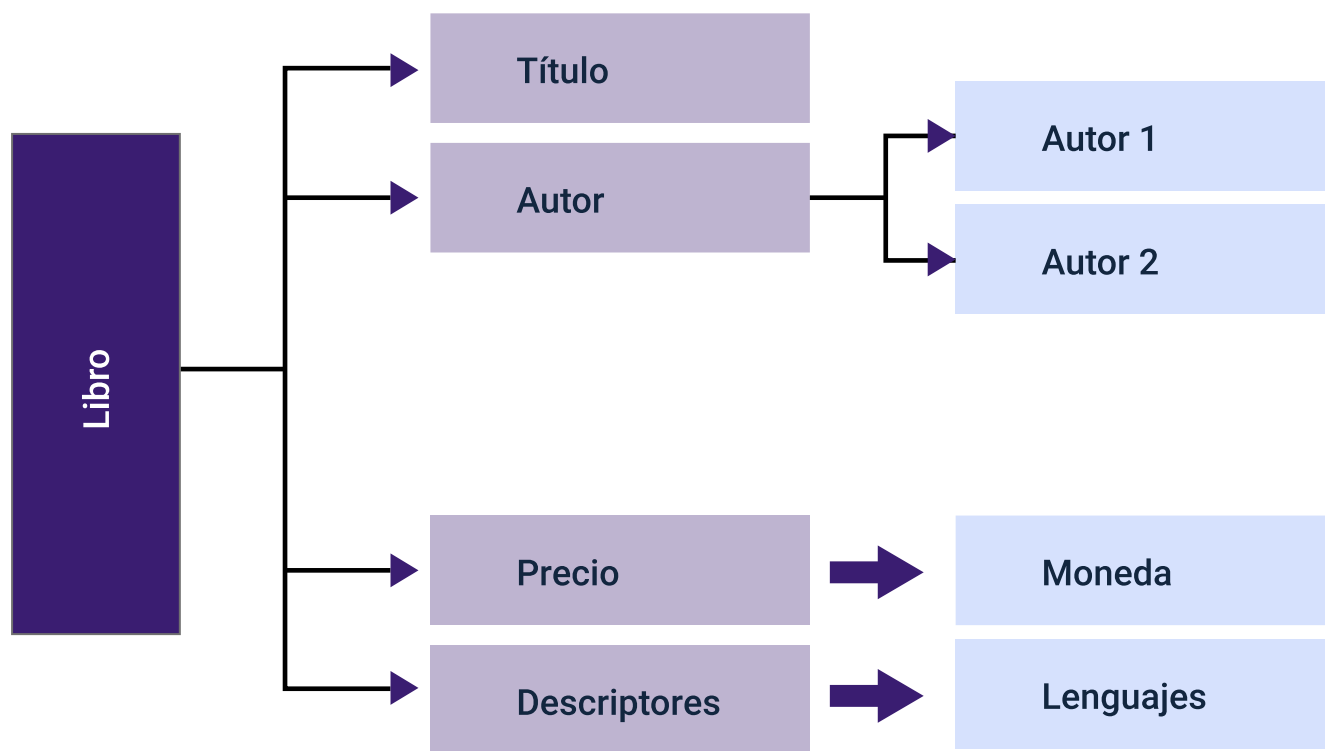 Libro
Título
Autor
Autor 1
Autor 2
Precio
Moneda
Descriptores
Lenguajes